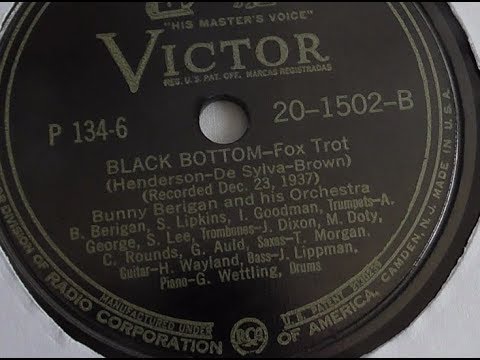 "HIS MASTER'S VOICE"
VICTOR
REG. U.S. PAT. OFF. MARCAS REGISTRADAS
P 134-6
20-1502-B
BLACK BOTTOM—Fox Trot
(Henderson-De Sylva-Brown)
(Recorded Dec. 23, 1937)
Bunny Berigan and his Orchestra
B. Berigan, S. Lipkins, I. Goodman, Trumpets-A.
George, S. Lee, Trombones-J. Dixon, M. Doty,
C. Rounds, G. Auld, Saxes-T. Morgan,
Guitar-H. Wayland, Bass-J. Lippman,
Piano-G. Wettling, Drums
MANUFACTURED UNDER
U. S. PATENT
RCA
DIVISION OF RADIO CORPORATION OF AMERICA, CAMDEN, N. J. MADE IN U.S.A.